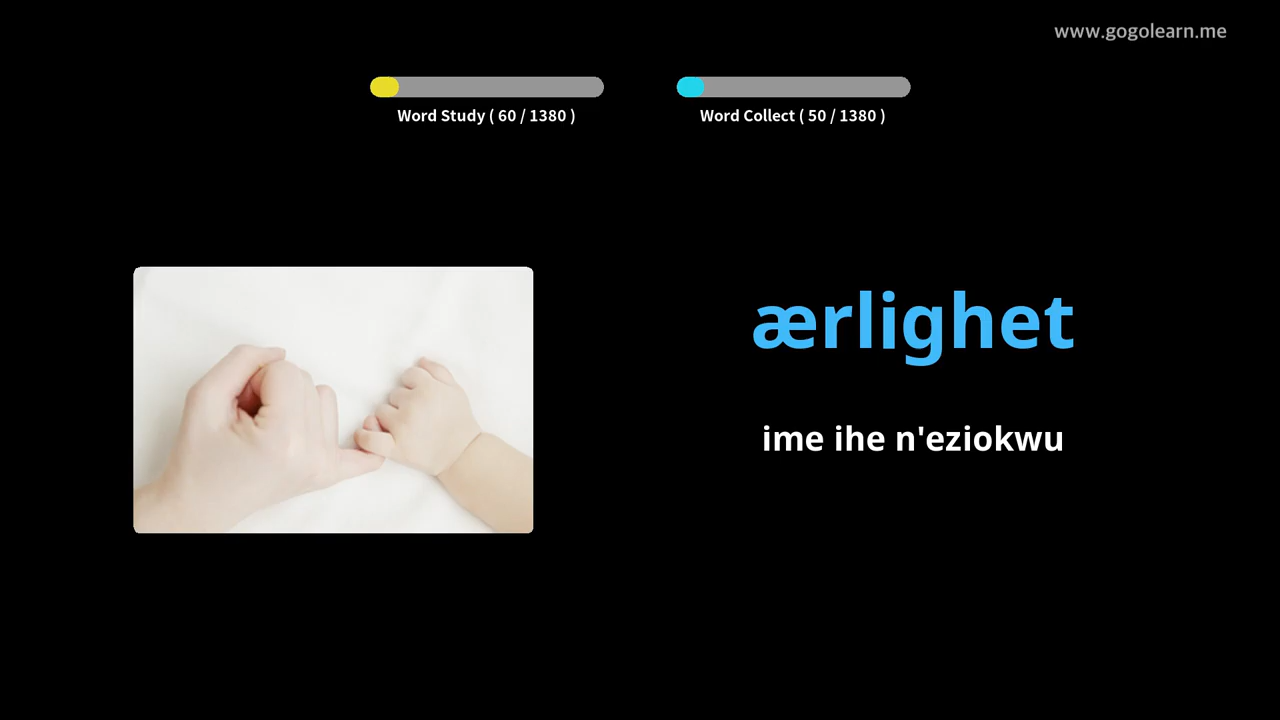 www.gogolearn.me
Word Study ( 60 / 1380 )
Word Collect ( 50 / 1380 )
ærlighet
ime ihe n'eziokwu